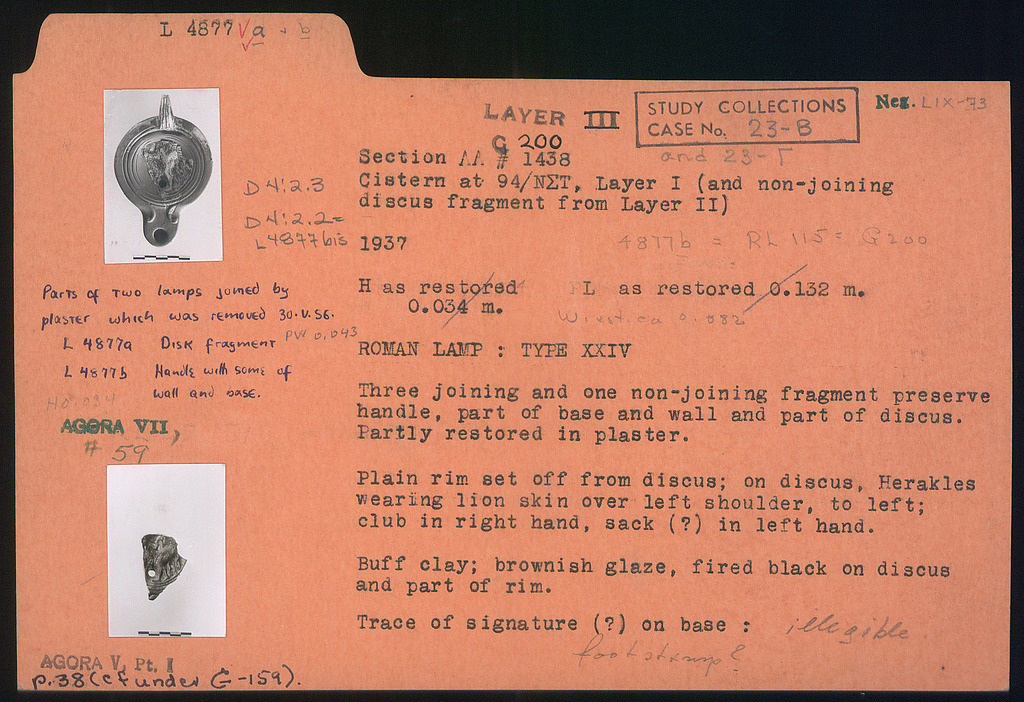 L 4877 a + b
LAYER III
STUDY COLLECTIONS
CASE No. 23-B
and 23-Γ
Neg. LIX-73
G 200
Section ΛΛ # 1438
Cistern at 94/ΝΣΤ, Layer I (and non-joining
discus fragment from Layer II)
D 4:2.3
D 4:2.2=
L 4877 bis
1937
4877b = RL 115 = G200
H as restored
0.034 m.
L as restored 0.132 m.
W. rest. ca 0.082
Parts of two lamps joined by
plaster which was removed 30.V.56.
L 4877a Disk fragment PW 0,043
L 4877b Handle with some of
wall and base.
H 0.034
AGORA VII,
# 59
ROMAN LAMP : TYPE XXIV
Three joining and one non-joining fragment preserve
handle, part of base and wall and part of discus.
Partly restored in plaster.
Plain rim set off from discus; on discus, Herakles
wearing lion skin over left shoulder, to left;
club in right hand, sack (?) in left hand.
Buff clay; brownish glaze, fired black on discus
and part of rim.
Trace of signature (?) on base : illegible
footstamp?
AGORA V, Pt. I
p.38 (cf under G-159).